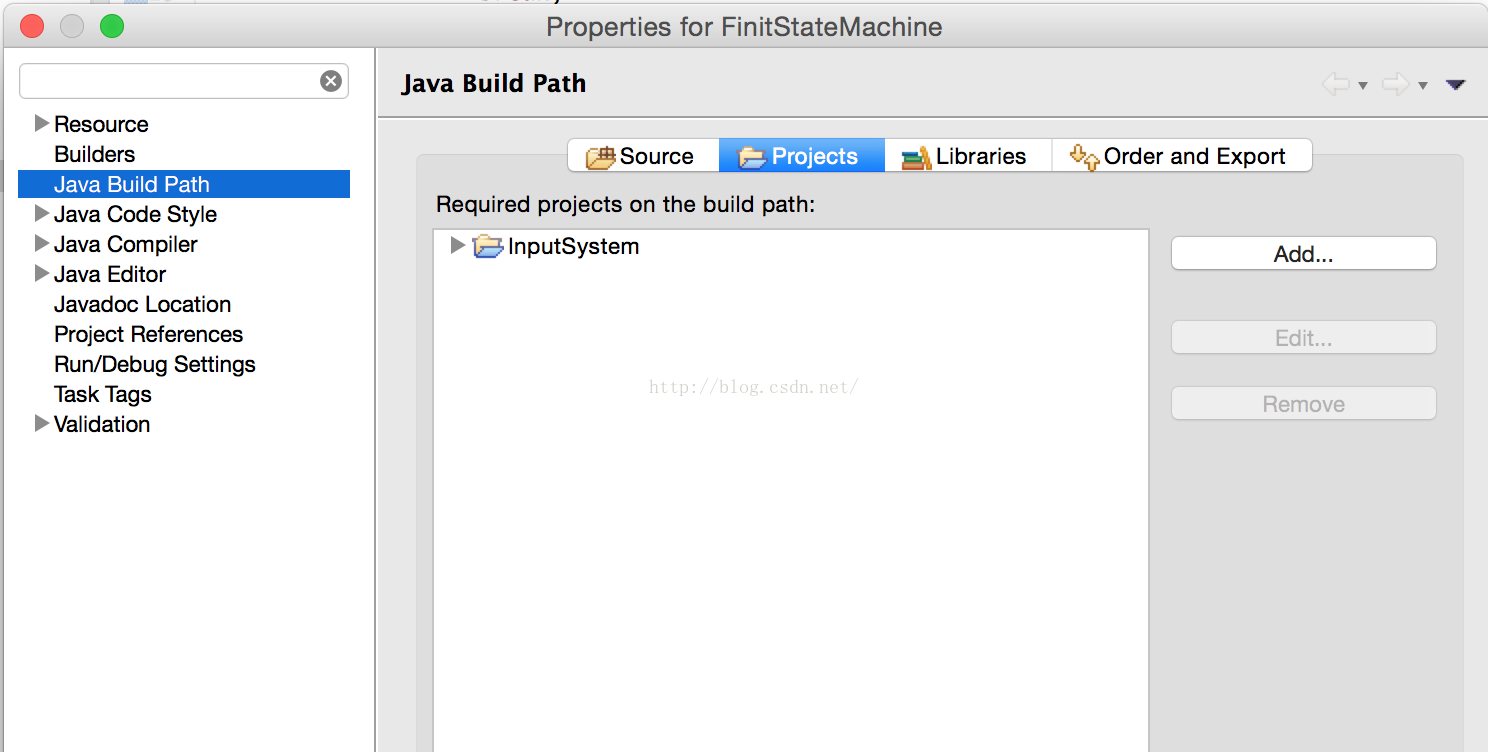 Properties for FinitStateMachine
Resource
Builders
Java Build Path
Java Code Style
Java Compiler
Java Editor
Javadoc Location
Project References
Run/Debug Settings
Task Tags
Validation
Java Build Path
Source Projects Libraries Order and Export
Required projects on the build path:
InputSystem
Add...
Edit...
Remove
http://blog.csdn.net/